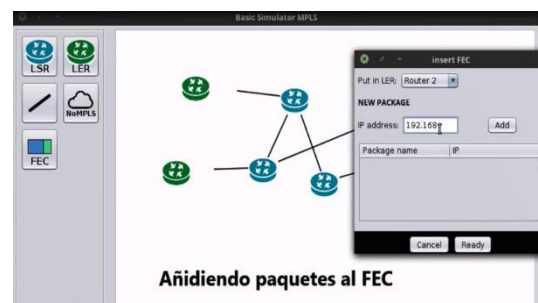 Basic Simulator MPLS
LSR
LER
NoMPLS
FEC
insert FEC
Put in LER: Router 2
NEW PACKAGE
IP address: 192.168
Add
Package name IP
Cancel Ready
Añidiendo paquetes al FEC